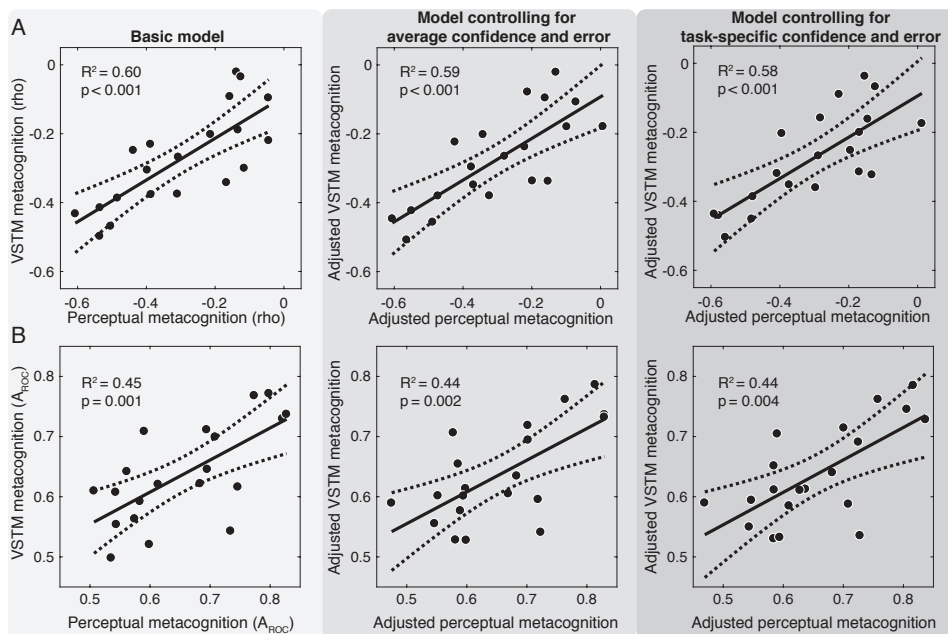 A
Basic model
Model controlling for
average confidence and error
Model controlling for
task-specific confidence and error
VSTM metacognition (rho)
0
-0.2
-0.4
-0.6
R² = 0.60
p < 0.001
-0.6
-0.4
-0.2
0
Perceptual metacognition (rho)
Adjusted VSTM metacognition
0
-0.2
-0.4
-0.6
R² = 0.59
p < 0.001
-0.6
-0.4
-0.2
0
Adjusted perceptual metacognition
Adjusted VSTM metacognition
0
-0.2
-0.4
-0.6
R² = 0.58
p < 0.001
-0.6
-0.4
-0.2
0
Adjusted perceptual metacognition
B
VSTM metacognition (A_ROC)
0.8
0.7
0.6
0.5
R² = 0.45
p = 0.001
0.5
0.6
0.7
0.8
Perceptual metacognition (A_ROC)
Adjusted VSTM metacognition
0.8
0.7
0.6
0.5
R² = 0.44
p = 0.002
0.5
0.6
0.7
0.8
Adjusted perceptual metacognition
Adjusted VSTM metacognition
0.8
0.7
0.6
0.5
R² = 0.44
p = 0.004
0.5
0.6
0.7
0.8
Adjusted perceptual metacognition